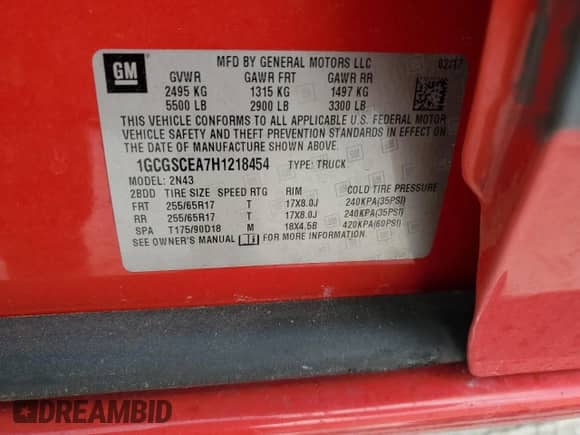 GM
MFD BY GENERAL MOTORS LLC 02/17
GVWR GAWR FRT GAWR RR
2495 KG 1315 KG 1497 KG
5500 LB 2900 LB 3300 LB
THIS VEHICLE CONFORMS TO ALL APPLICABLE U.S. FEDERAL MOTOR
VEHICLE SAFETY AND THEFT PREVENTION STANDARDS IN EFFECT ON
THE DATE OF MANUFACTURE SHOWN ABOVE.
1GCGSCEA7H1218454 TYPE: TRUCK
MODEL: 2N43
2BDD TIRE SIZE SPEED RTG RIM COLD TIRE PRESSURE
FRT 255/65R17 T 17X8.0J 240KPA(35PSI)
RR 255/65R17 T 17X8.0J 240KPA(35PSI)
SPA T175/90D18 M 18X4.5B 420KPA(60PSI)
SEE OWNER'S MANUAL FOR MORE INFORMATION.
DREAMBID